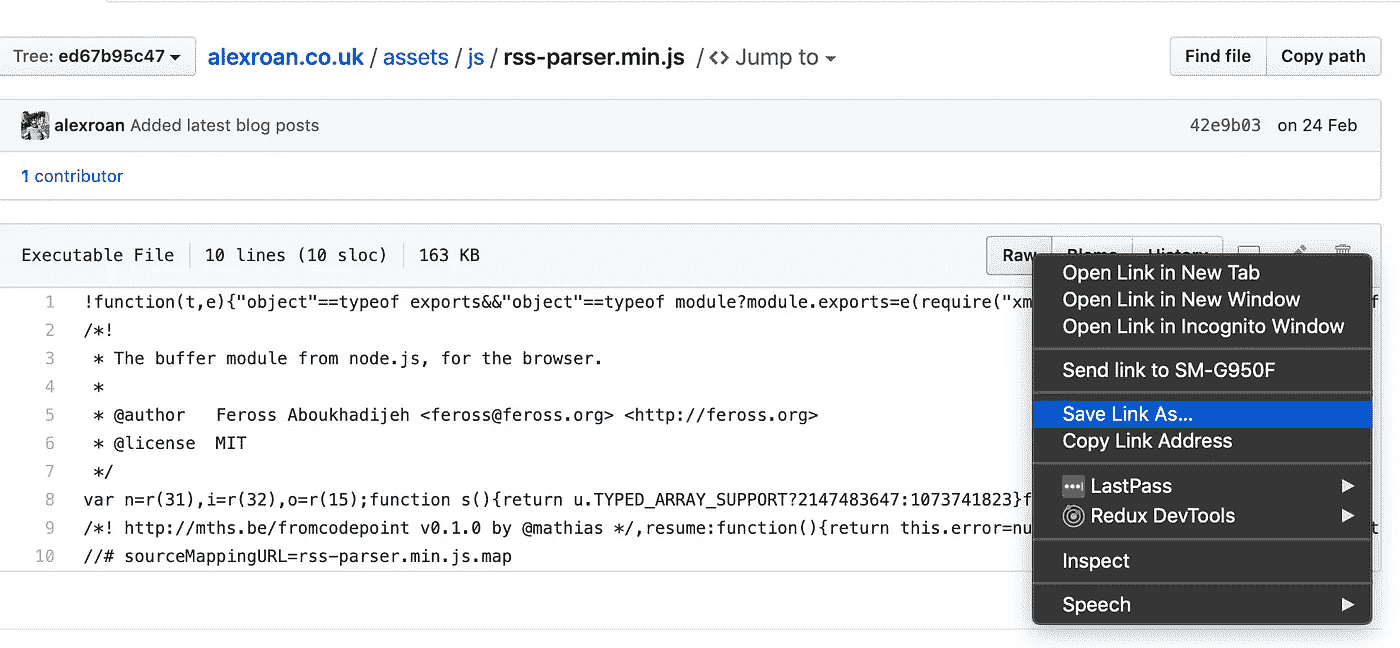 Tree: ed67b95c47 alexroan.co.uk / assets / js / rss-parser.min.js / <> Jump to Find file Copy path
alexroan Added latest blog posts 42e9b03 on 24 Feb
1 contributor
Executable File 10 lines (10 sloc) 163 KB Raw Blame History
1 !function(t,e){"object"==typeof exports&&"object"==typeof module?module.exports=e(require("xm
2 /*!
3 * The buffer module from node.js, for the browser.
4 *
5 * @author Feross Aboukhadijeh <feross@feross.org> <http://feross.org>
6 * @license MIT
7 */
8 var n=r(31),i=r(32),o=r(15);function s(){return u.TYPED_ARRAY_SUPPORT?2147483647:1073741823}f
9 /*! http://mths.be/fromcodepoint v0.1.0 by @mathias */,resume:function(){return this.error=nu
10 //# sourceMappingURL=rss-parser.min.js.map
Open Link in New Tab
Open Link in New Window
Open Link in Incognito Window
Send link to SM-G950F
Save Link As...
Copy Link Address
LastPass
Redux DevTools
Inspect
Speech